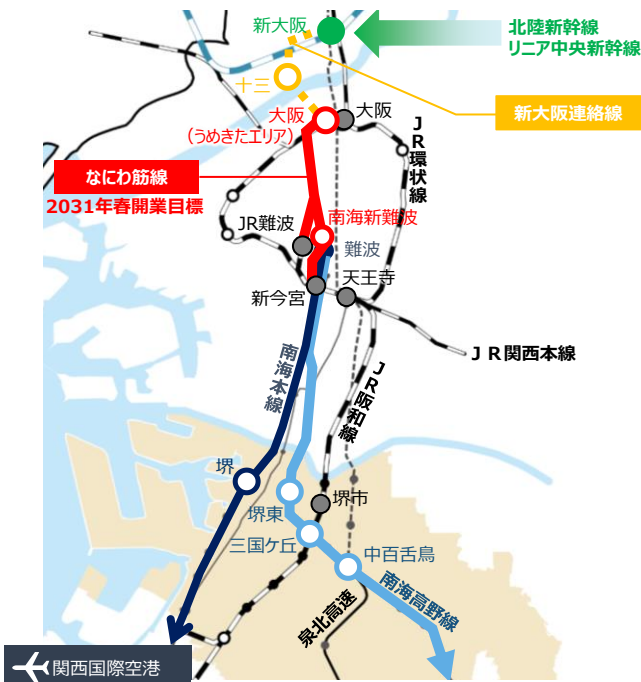 新大阪
北陸新幹線
リニア中央新幹線
十三
新大阪連絡線
大阪
(うめきたエリア)
大阪
ＪＲ環状線
なにわ筋線
2031年春開業目標
南海新難波
JR難波
難波
天王寺
新今宮
ＪＲ関西本線
南海本線
ＪＲ阪和線
堺
堺東
堺市
三国ケ丘
中百舌鳥
南海高野線
泉北高速
関西国際空港